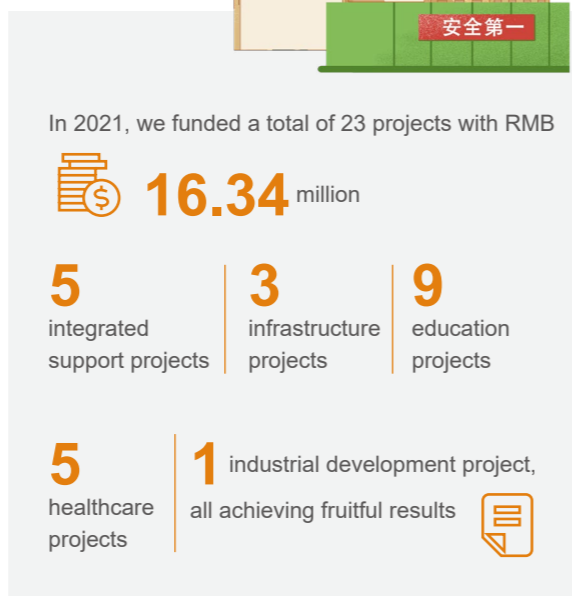 安全第一
In 2021, we funded a total of 23 projects with RMB
16.34 million
5
integrated
support projects
3
infrastructure
projects
9
education
projects
5
healthcare
projects
1 industrial development project,
all achieving fruitful results